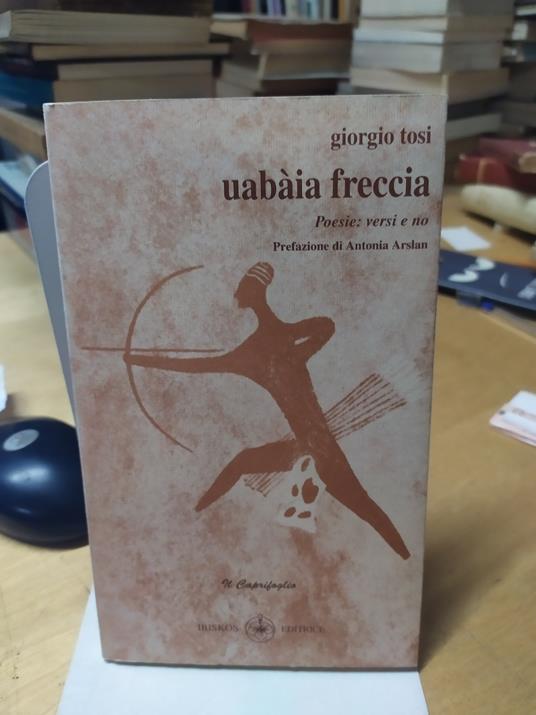 giorgio tosi
uabàia freccia
Poesie: versi e no
Prefazione di Antonia Arslan
Il Caprifoglio
IBISKOS EDITRICE